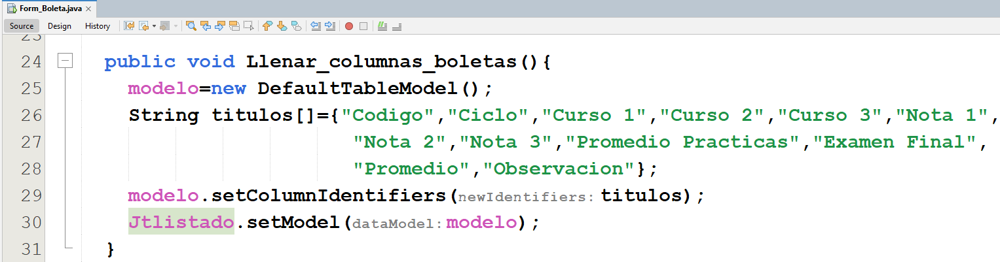 Form_Boleta.java
Source Design History
23
24 public void Llenar_columnas_boletas(){
25 modelo=new DefaultTableModel();
26 String titulos[]={"Codigo","Ciclo","Curso 1","Curso 2","Curso 3","Nota 1",
27 "Nota 2","Nota 3","Promedio Practicas","Examen Final",
28 "Promedio","Observacion"};
29 modelo.setColumnIdentifiers(newIdentifiers: titulos);
30 Jtlistado.setModel(dataModel: modelo);
31 }